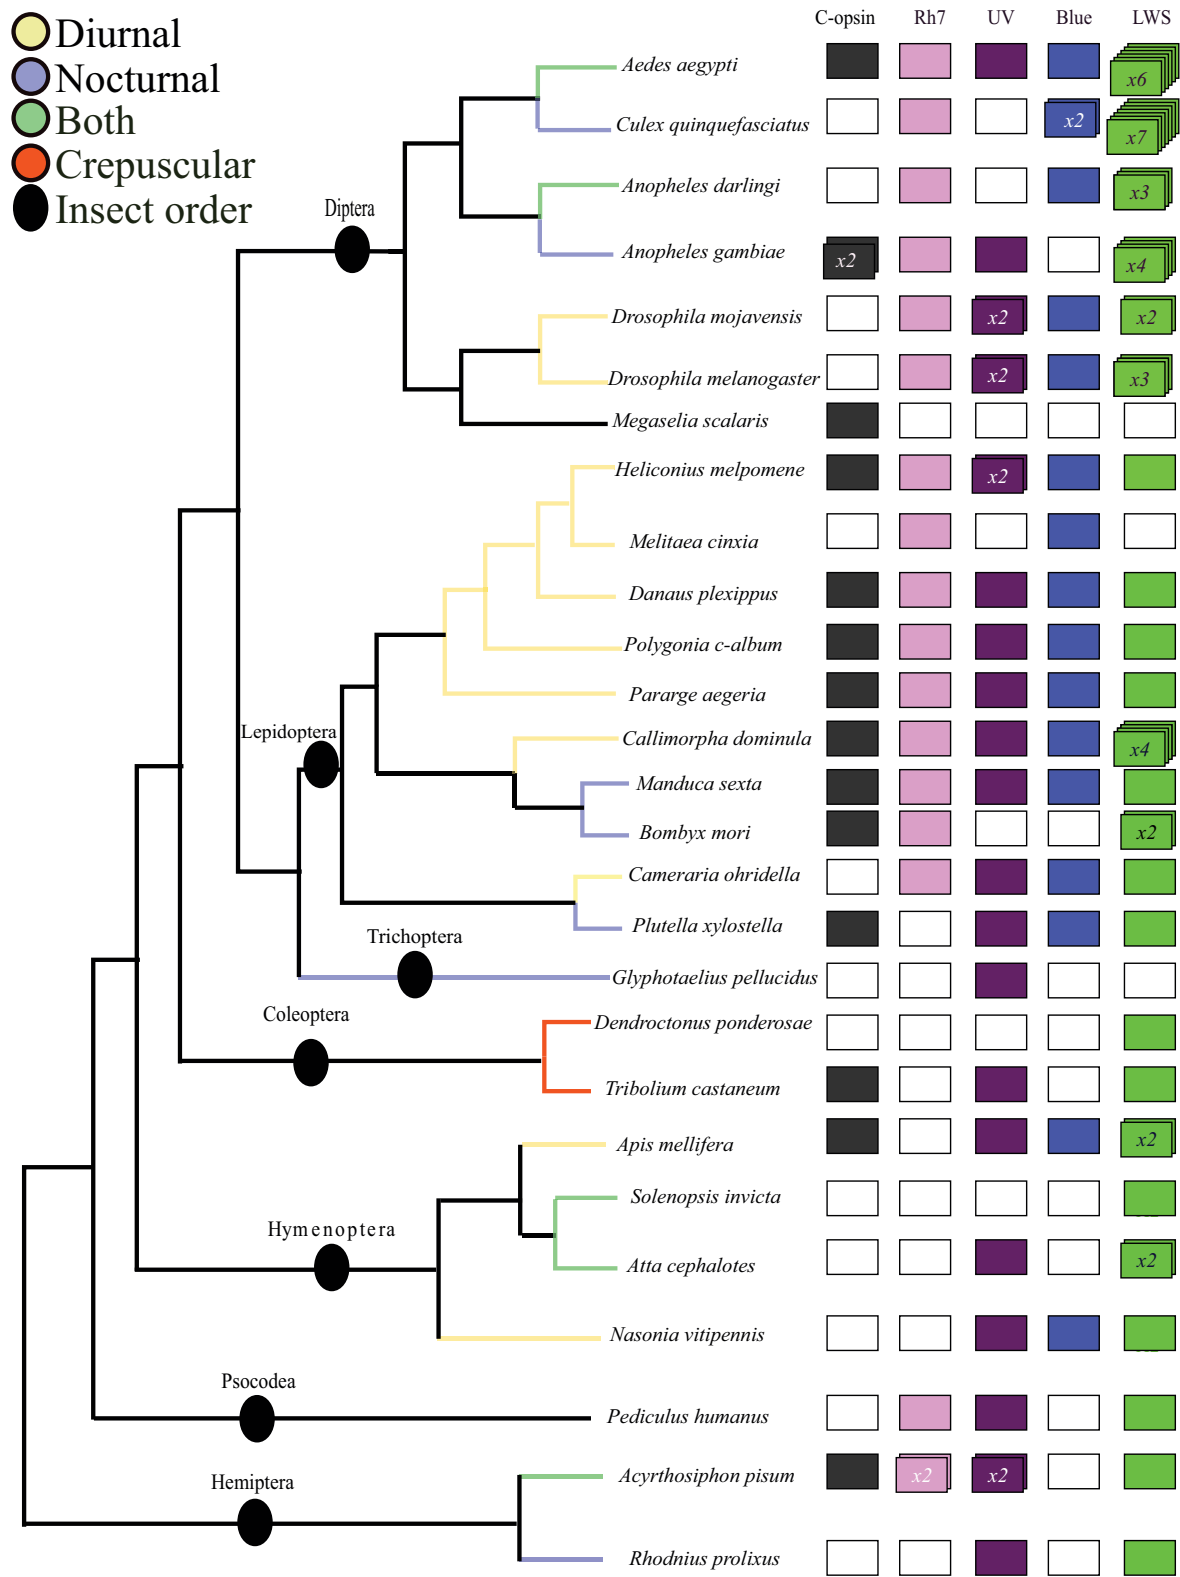 C-opsin Rh7 UV Blue LWS
Diurnal
Nocturnal
Both
Crepuscular
Insect order
Aedes aegypti
x6
Culex quinquefasciatus x2 x7
Anopheles darlingi x3
Diptera
Anopheles gambiae x2 x4
Drosophila mojavensis x2 x2
Drosophila melanogaster x2 x3
Megaselia scalaris
Heliconius melpomene x2
Melitaea cinxia
Danaus plexippus
Polygonia c-album
Pararge aegeria
Lepidoptera
Callimorpha dominula x4
Manduca sexta
Bombyx mori x2
Cameraria ohridella
Plutella xylostella
Trichoptera
Glyphotaelius pellucidus
Coleoptera
Dendroctonus ponderosae
Tribolium castaneum
Apis mellifera x2
Solenopsis invicta
Hymenoptera
Atta cephalotes x2
Nasonia vitipennis
Psocodea
Pediculus humanus
Hemiptera
Acyrthosiphon pisum x2 x2
Rhodnius prolixus